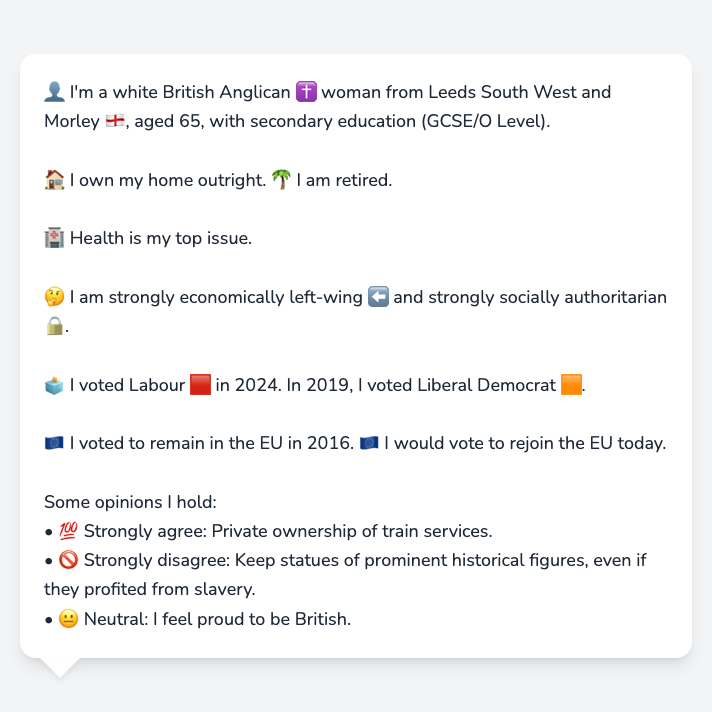 👤 I'm a white British Anglican ✝️ woman from Leeds South West and
Morley 🏴󠁧󠁢󠁥󠁮󠁧󠁿, aged 65, with secondary education (GCSE/O Level).
🏠 I own my home outright. 🌴 I am retired.
🏥 Health is my top issue.
🤔 I am strongly economically left-wing ⬅️ and strongly socially authoritarian
🔒.
🗳️ I voted Labour 🟥 in 2024. In 2019, I voted Liberal Democrat 🟧.
🇪🇺 I voted to remain in the EU in 2016. 🇪🇺 I would vote to rejoin the EU today.
Some opinions I hold:
• 💯 Strongly agree: Private ownership of train services.
• 🚫 Strongly disagree: Keep statues of prominent historical figures, even if
they profited from slavery.
• 😐 Neutral: I feel proud to be British.